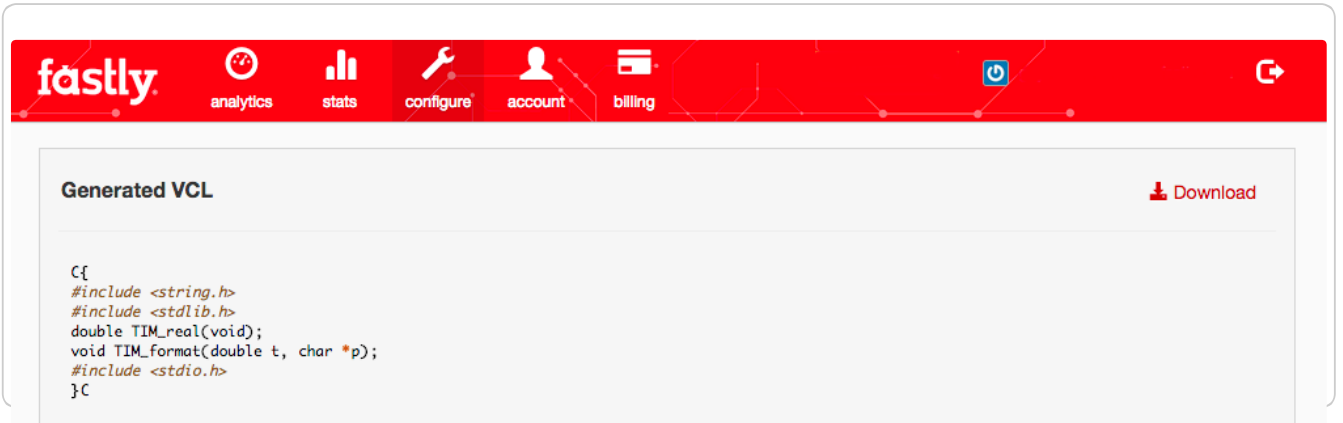 fastly
analytics
stats
configure
account
billing
Generated VCL
Download
C{
#include <string.h>
#include <stdlib.h>
double TIM_real(void);
void TIM_format(double t, char *p);
#include <stdio.h>
}C